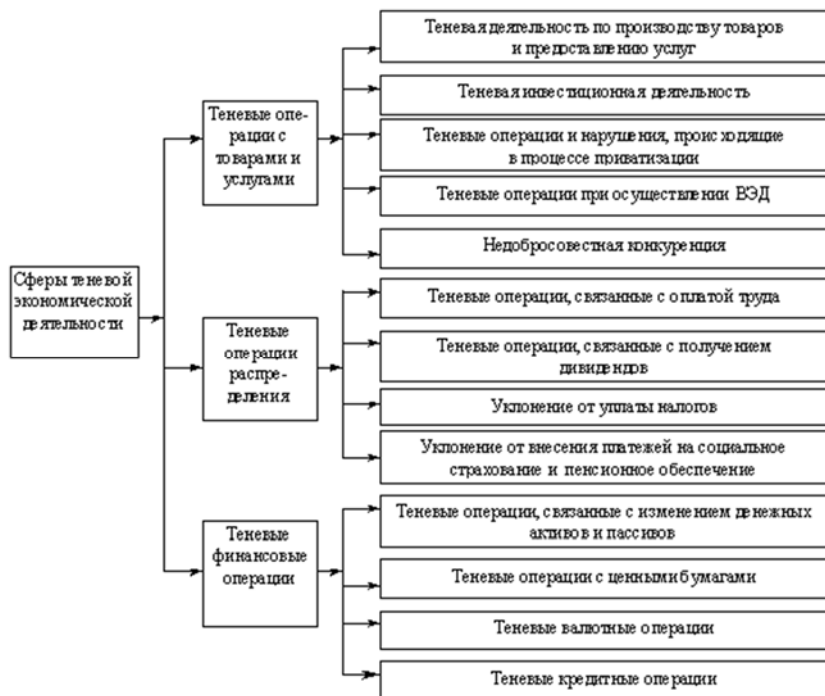 Сферы теневой
экономической
деятельности
Теневые опе-
рации с
товарами и
услугами
Теневая деятельность по производству товаров
и предоставлению услуг
Теневая инвестиционная деятельность
Теневые операции и нарушения, происходящие
в процессе приватизации
Теневые операции при осуществлении ВЭД
Недобросовестная конкуренция
Теневые
операции
распре-
деления
Теневые операции, связанные с оплатой труда
Теневые операции, связанные с получением
дивидендов
Уклонение от уплаты налогов
Уклонение от внесения платежей на социальное
страхование и пенсионное обеспечение
Теневые
финансовые
операции
Теневые операции, связанные с изменением денежных
активов и пассивов
Теневые операции с ценными бумагами
Теневые валютные операции
Теневые кредитные операции